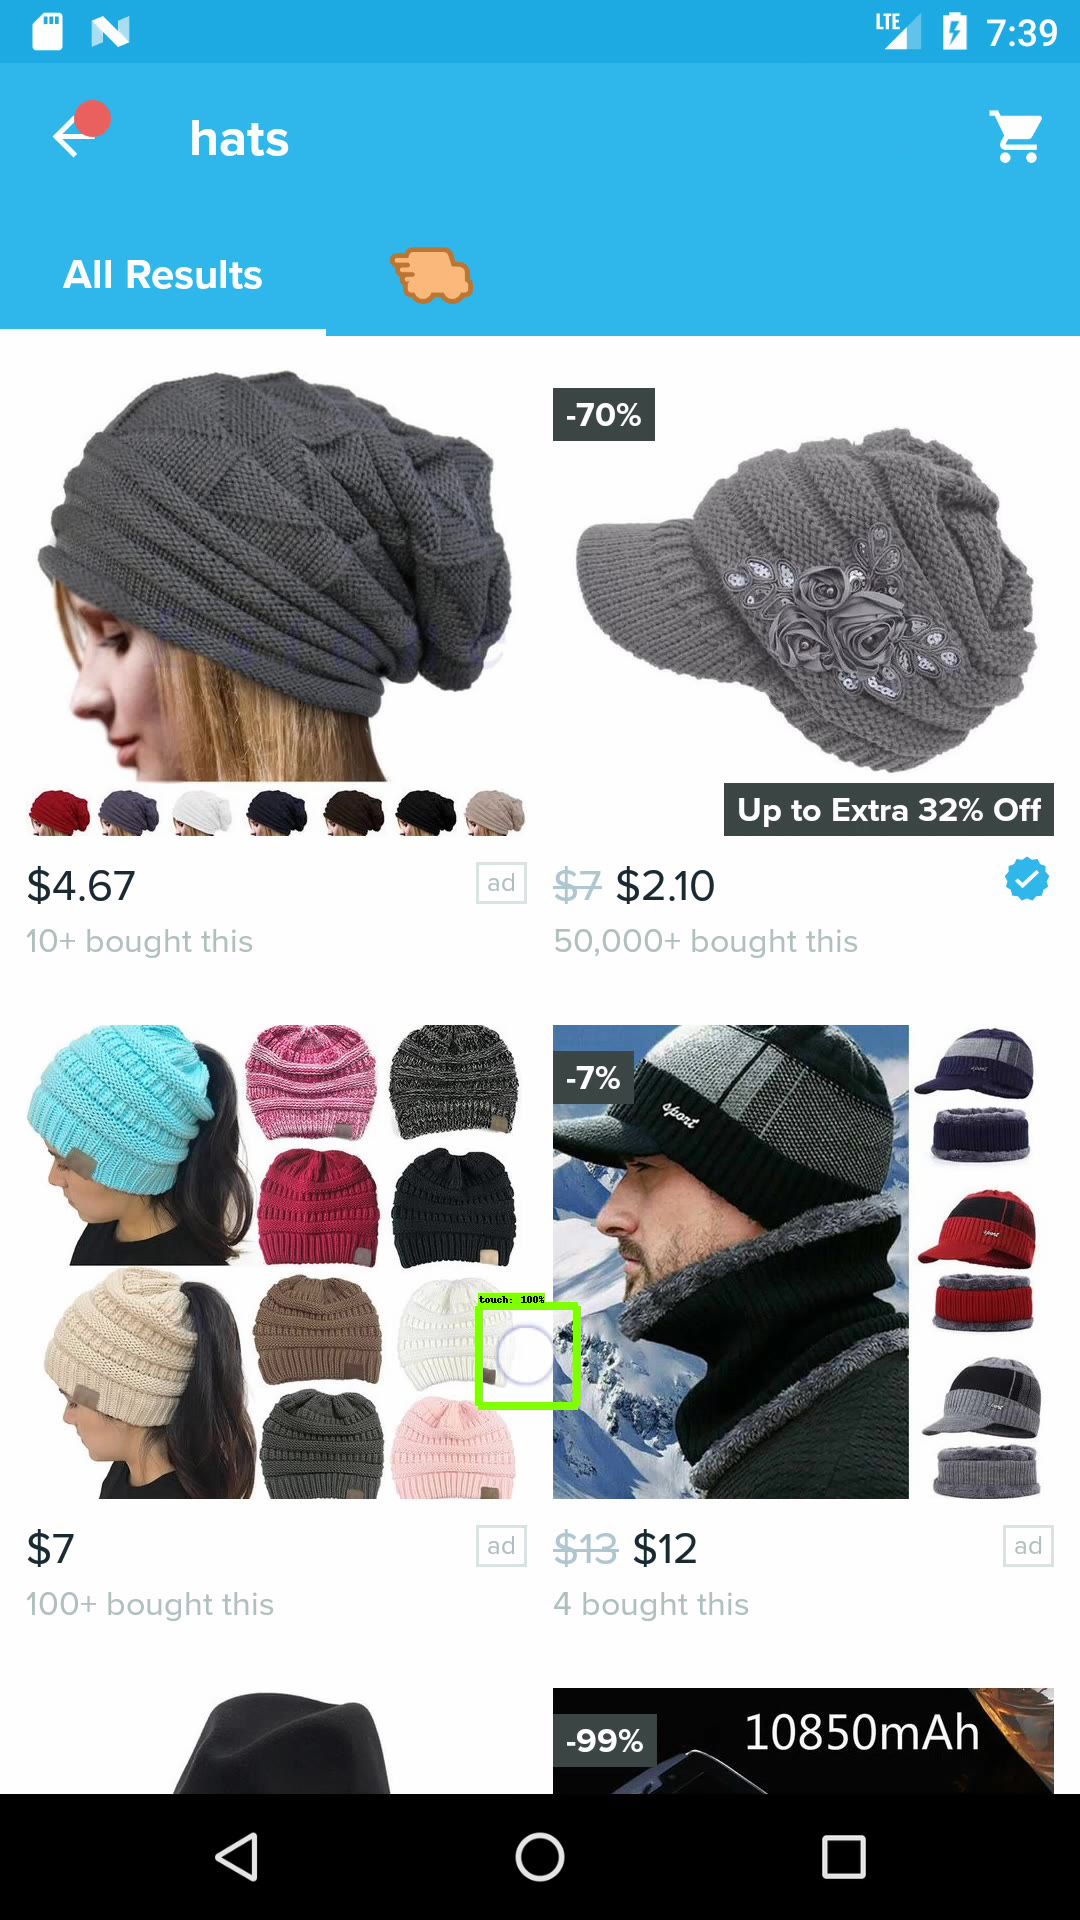 LTE 7:39
hats
All Results
-70%
Up to Extra 32% Off
$4.67 ad
$7 $2.10
10+ bought this
50,000+ bought this
-7%
sport
touch: 100%
$7 ad
$13 $12 ad
100+ bought this
4 bought this
-99%
10850mAh